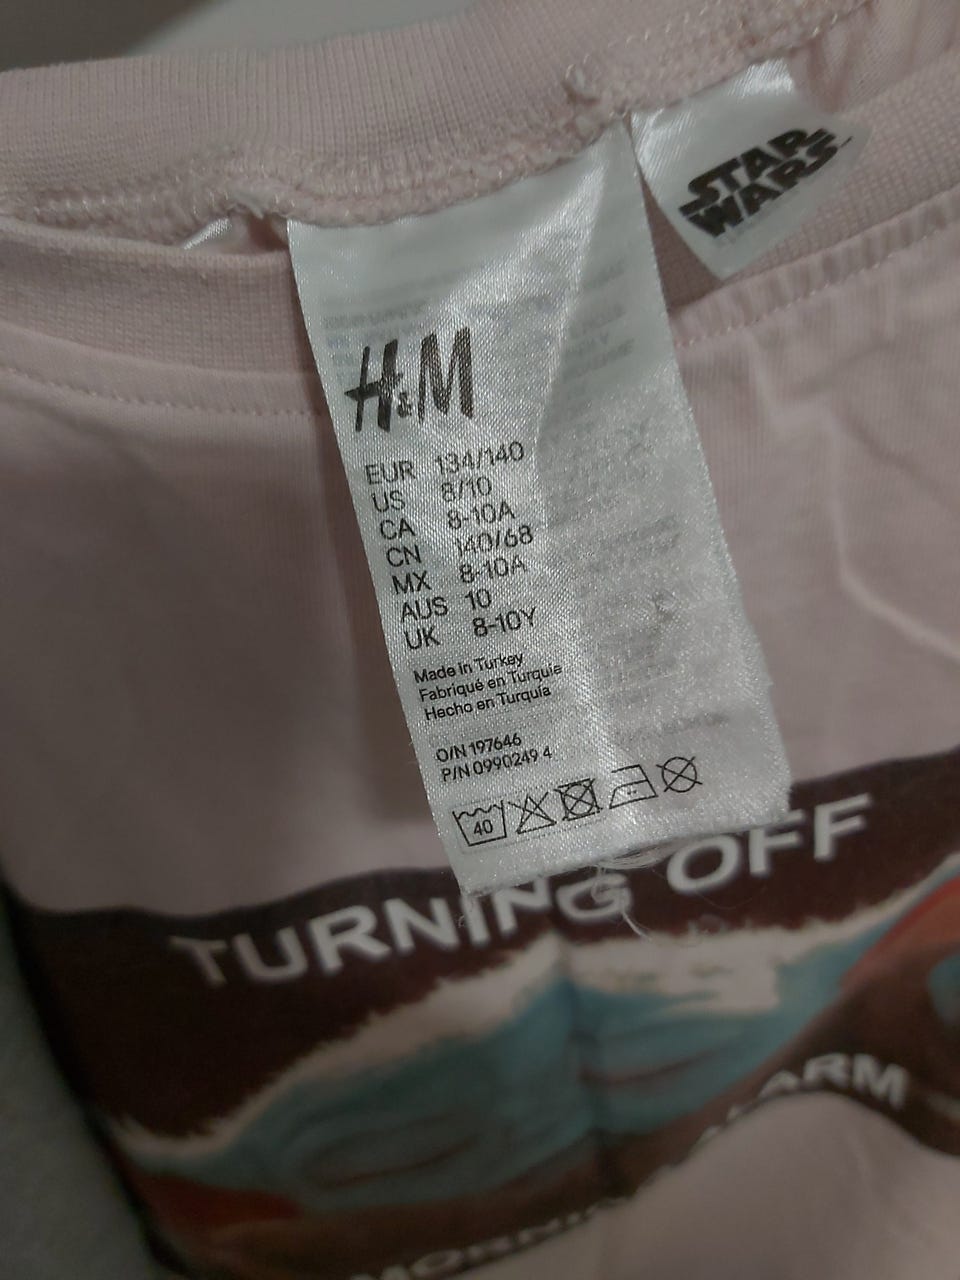 STAR
WARS
H&M
EUR 134/140
US 8/10
CA 8-10A
CN 140/68
MX 8-10A
AUS 10
UK 8-10Y
Made in Turkey
Fabriqué en Turquie
Hecho en Turquía
O/N 197646
P/N 0990249 4
40
TURNING OFF